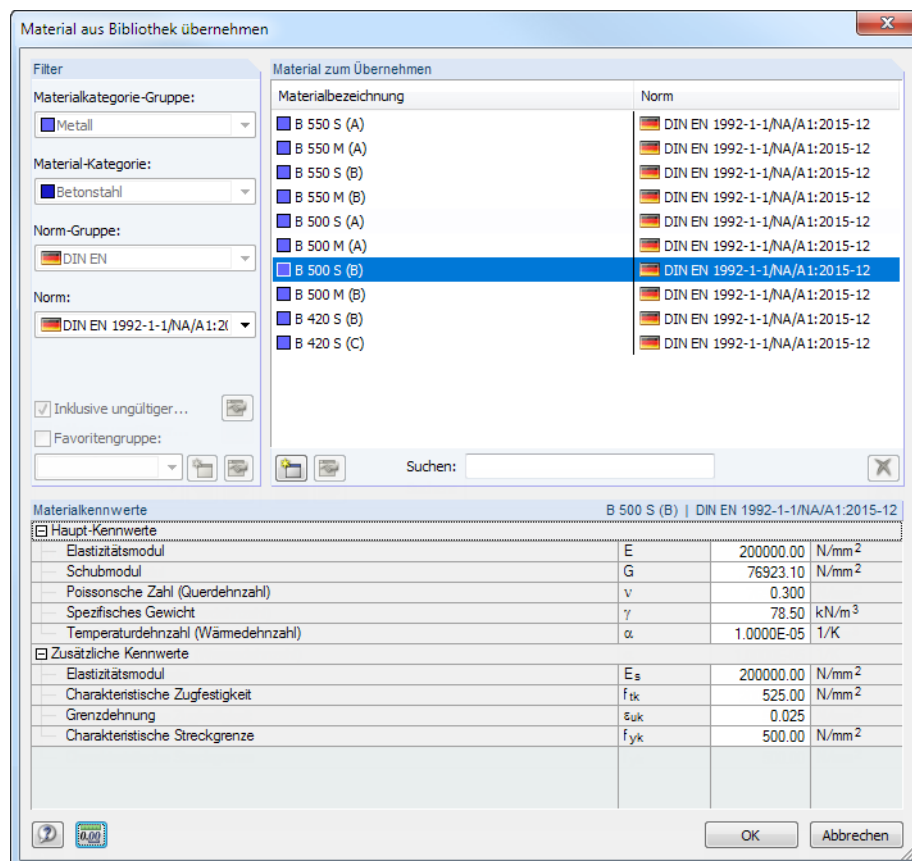 Material aus Bibliothek übernehmen
Filter
Materialkategorie-Gruppe:
Metall
Material-Kategorie:
Betonstahl
Norm-Gruppe:
DIN EN
Norm:
DIN EN 1992-1-1/NA/A1:20
Inklusive ungültiger...
Favoritengruppe:
Material zum Übernehmen
Materialbezeichnung Norm
B 550 S (A) DIN EN 1992-1-1/NA/A1:2015-12
B 550 M (A) DIN EN 1992-1-1/NA/A1:2015-12
B 550 S (B) DIN EN 1992-1-1/NA/A1:2015-12
B 550 M (B) DIN EN 1992-1-1/NA/A1:2015-12
B 500 S (A) DIN EN 1992-1-1/NA/A1:2015-12
B 500 M (A) DIN EN 1992-1-1/NA/A1:2015-12
B 500 S (B) DIN EN 1992-1-1/NA/A1:2015-12
B 500 M (B) DIN EN 1992-1-1/NA/A1:2015-12
B 420 S (B) DIN EN 1992-1-1/NA/A1:2015-12
B 420 S (C) DIN EN 1992-1-1/NA/A1:2015-12
Suchen:
Materialkennwerte B 500 S (B) | DIN EN 1992-1-1/NA/A1:2015-12
Haupt-Kennwerte
Elastizitätsmodul E 200000.00 N/mm²
Schubmodul G 76923.10 N/mm²
Poissonsche Zahl (Querdehnzahl) ν 0.300
Spezifisches Gewicht γ 78.50 kN/m³
Temperaturdehnzahl (Wärmedehnzahl) α 1.0000E-05 1/K
Zusätzliche Kennwerte
Elastizitätsmodul Es 200000.00 N/mm²
Charakteristische Zugfestigkeit ftk 525.00 N/mm²
Grenzdehnung εuk 0.025
Charakteristische Streckgrenze fyk 500.00 N/mm²
0.00 OK Abbrechen